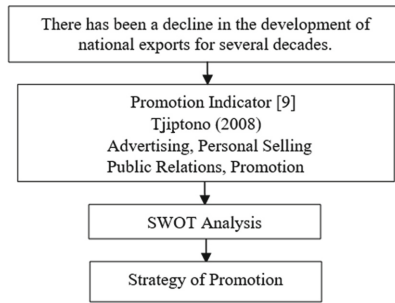 There has been a decline in the development of
national exports for several decades.
Promotion Indicator [9]
Tjiptono (2008)
Advertising, Personal Selling
Public Relations, Promotion
SWOT Analysis
Strategy of Promotion